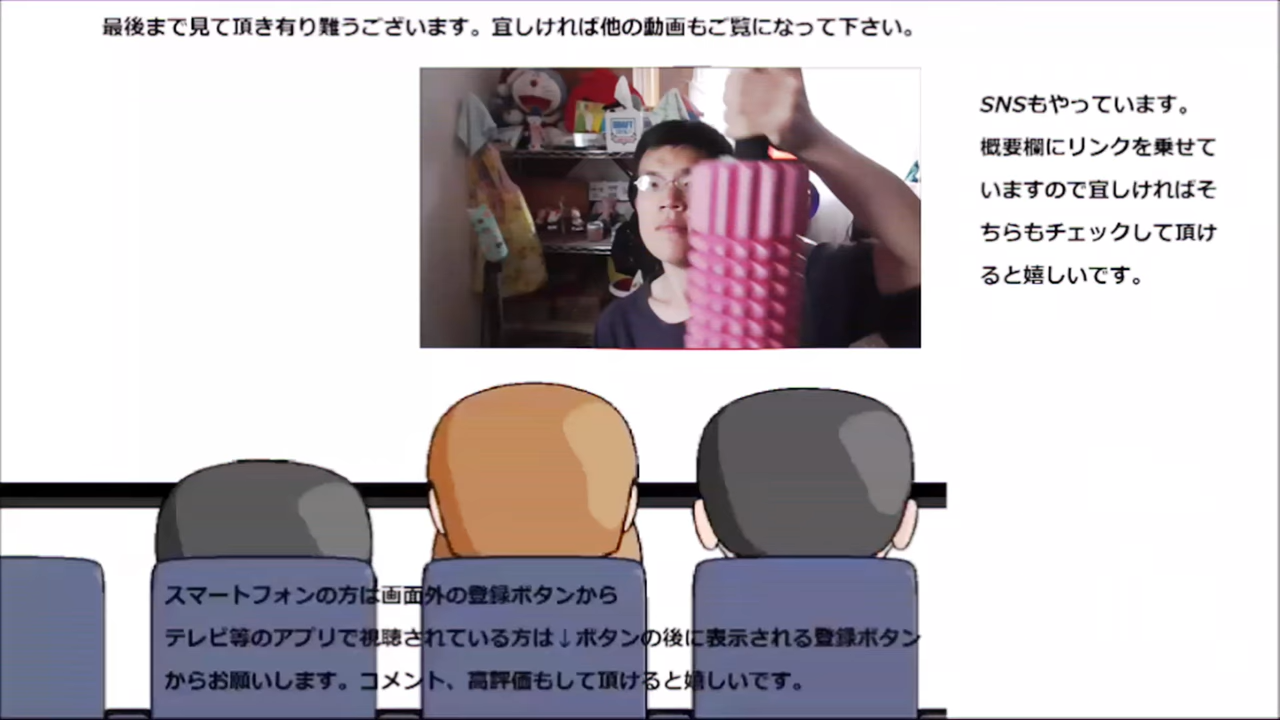 最後まで見て頂き有り難うございます。宜しければ他の動画もご覧になって下さい。
SNSもやっています。
概要欄にリンクを乗せて
いますので宜しければそ
ちらもチェックして頂け
ると嬉しいです。
スマートフォンの方は画面外の登録ボタンから
テレビ等のアプリで視聴されている方は↓ボタンの後に表示される登録ボタン
からお願いします。コメント、高評価もして頂けると嬉しいです。